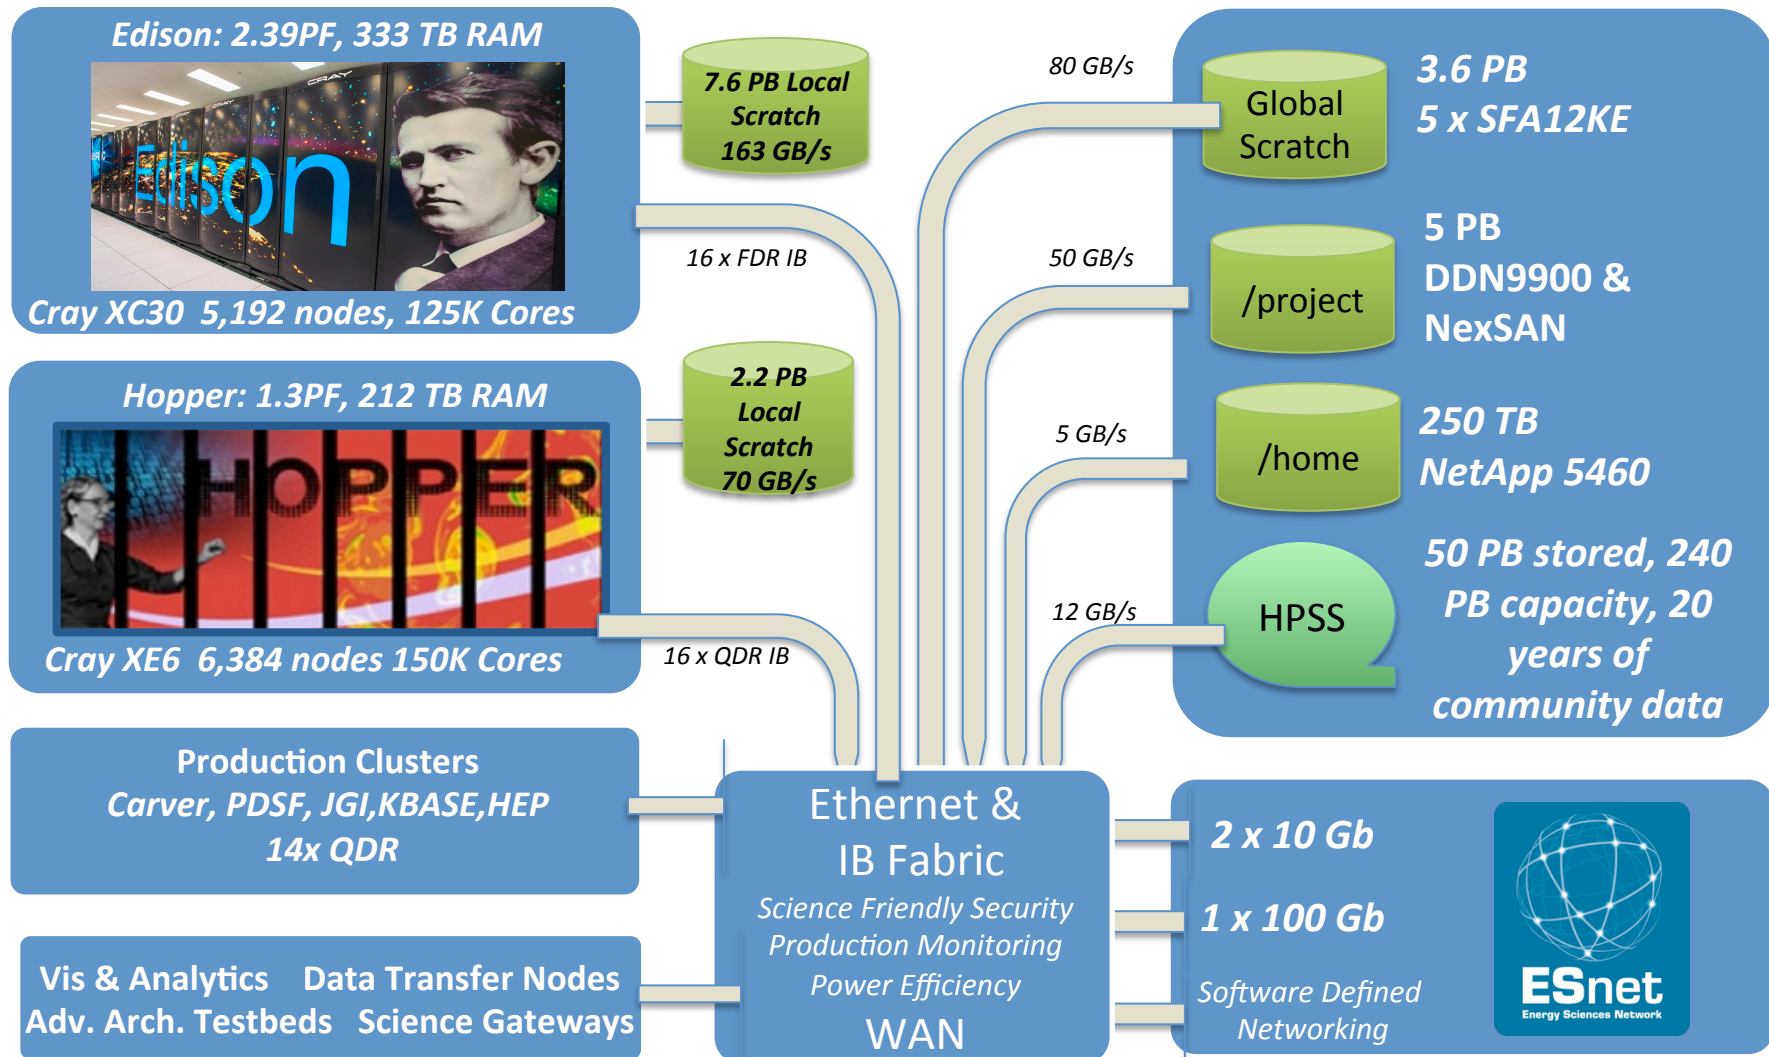 Edison: 2.39PF, 333 TB RAM
CRAY
CRAY
Edison
Cray XC30 5,192 nodes, 125K Cores
7.6 PB Local
Scratch
163 GB/s
16 x FDR IB
Hopper: 1.3PF, 212 TB RAM
HOPPER
Cray XE6 6,384 nodes 150K Cores
2.2 PB
Local
Scratch
70 GB/s
16 x QDR IB
Production Clusters
Carver, PDSF, JGI,KBASE,HEP
14x QDR
Vis & Analytics Data Transfer Nodes
Adv. Arch. Testbeds Science Gateways
80 GB/s
Global
Scratch
3.6 PB
5 x SFA12KE
50 GB/s
/project
5 PB
DDN9900 &
NexSAN
5 GB/s
/home
250 TB
NetApp 5460
12 GB/s
HPSS
50 PB stored, 240
PB capacity, 20
years of
community data
Ethernet &
IB Fabric
Science Friendly Security
Production Monitoring
Power Efficiency
WAN
2 x 10 Gb
1 x 100 Gb
Software Defined
Networking
ESnet
Energy Sciences Network